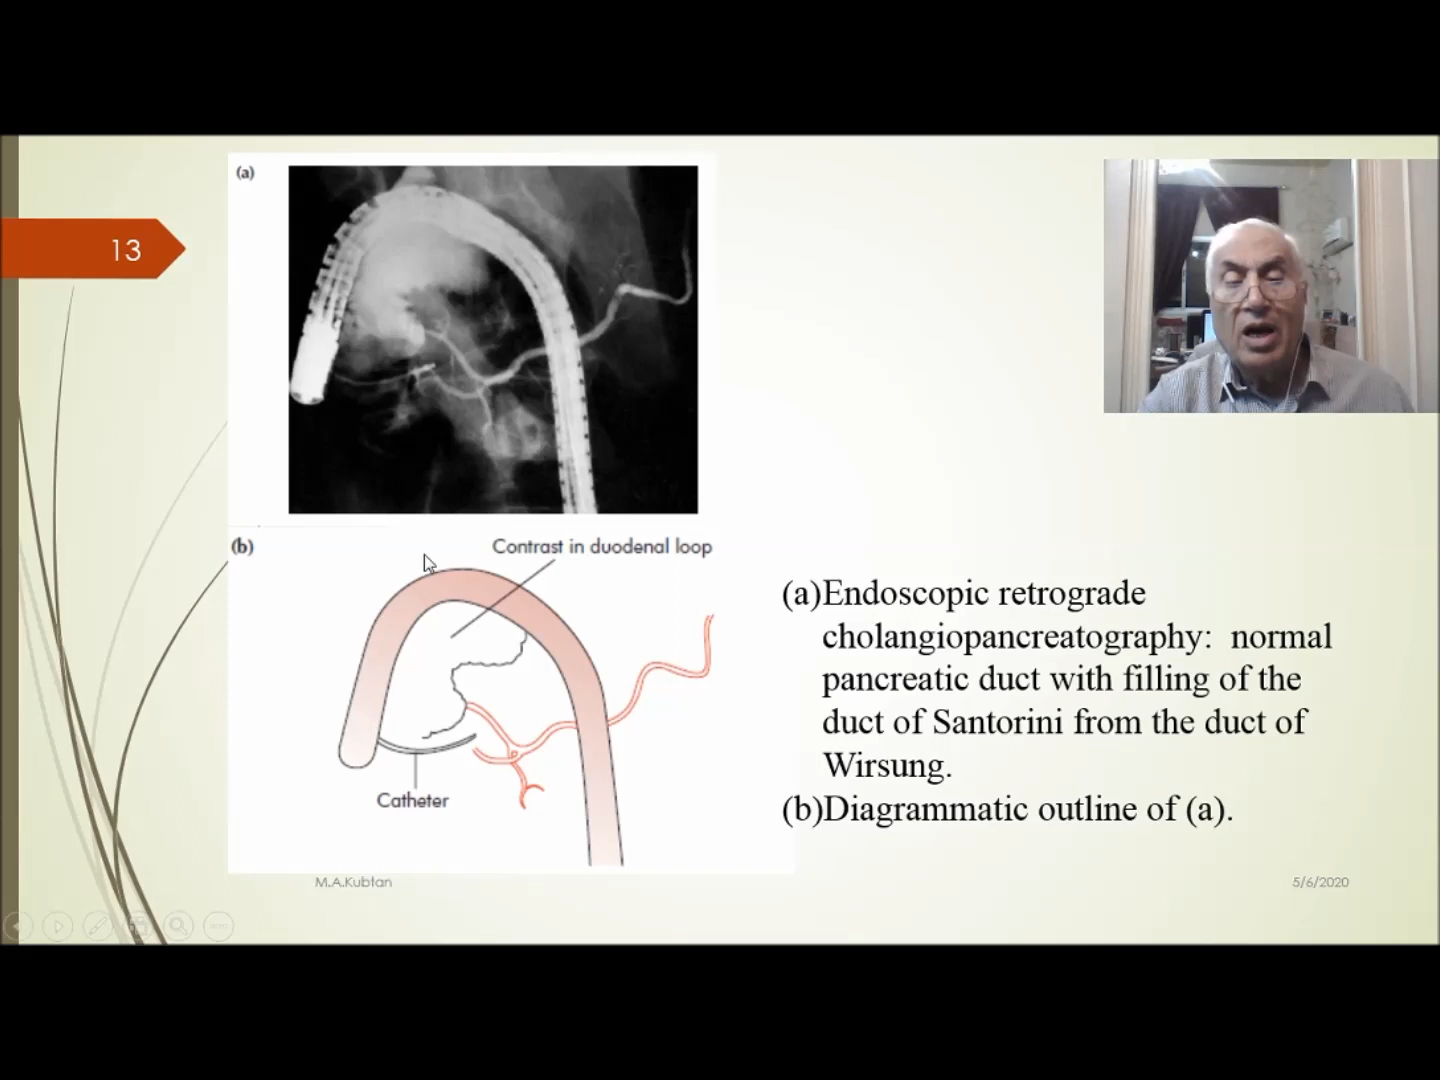 13
(a)
(b)
Contrast in duodenal loop
Catheter
(a)Endoscopic retrograde
cholangiopancreatography: normal
pancreatic duct with filling of the
duct of Santorini from the duct of
Wirsung.
(b)Diagrammatic outline of (a).
M.A.Kubtan
5/6/2020